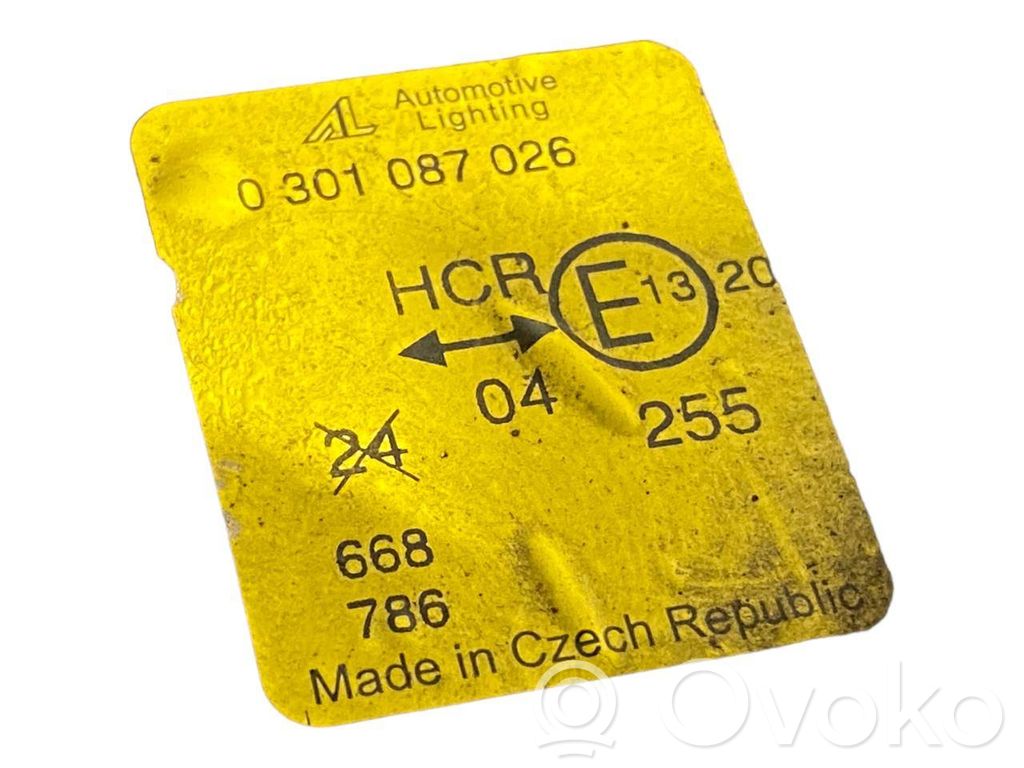 AL Automotive
Lighting
0 301 087 026
HCR E 13 20
04 255
24
668
786
Made in Czech Republic
Ovoko